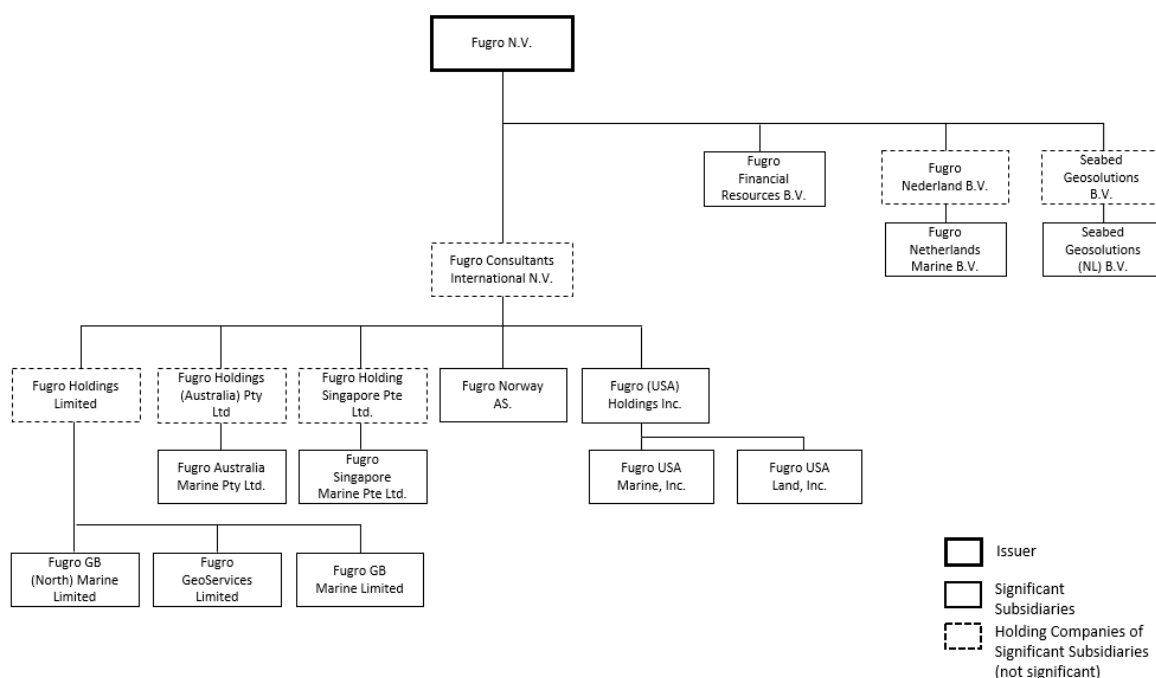 Fugro N.V.
Fugro
Financial
Resources B.V.
Fugro
Nederland B.V.
Seabed
Geosolutions
B.V.
Fugro
Netherlands
Marine B.V.
Seabed
Geosolutions
(NL) B.V.
Fugro Consultants
International N.V.
Fugro Holdings
Limited
Fugro Holdings
(Australia) Pty
Ltd
Fugro Holding
Singapore Pte
Ltd.
Fugro Norway
AS.
Fugro (USA)
Holdings Inc.
Fugro Australia
Marine Pty Ltd.
Fugro
Singapore
Marine Pte Ltd.
Fugro USA
Marine, Inc.
Fugro USA
Land, Inc.
Fugro GB
(North) Marine
Limited
Fugro
GeoServices
Limited
Fugro GB
Marine Limited
Issuer
Significant
Subsidiaries
Holding Companies of
Significant Subsidiaries
(not significant)